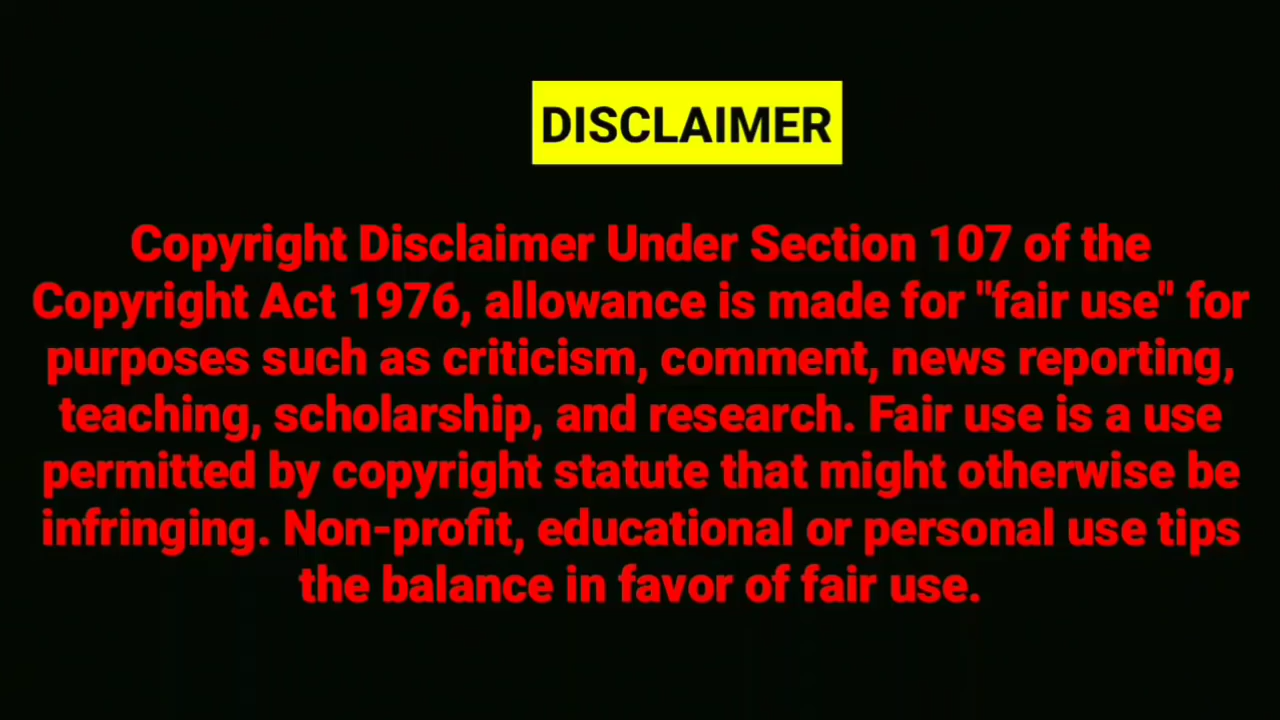 DISCLAIMER
Copyright Disclaimer Under Section 107 of the
Copyright Act 1976, allowance is made for "fair use" for
purposes such as criticism, comment, news reporting,
teaching, scholarship, and research. Fair use is a use
permitted by copyright statute that might otherwise be
infringing. Non-profit, educational or personal use tips
the balance in favor of fair use.